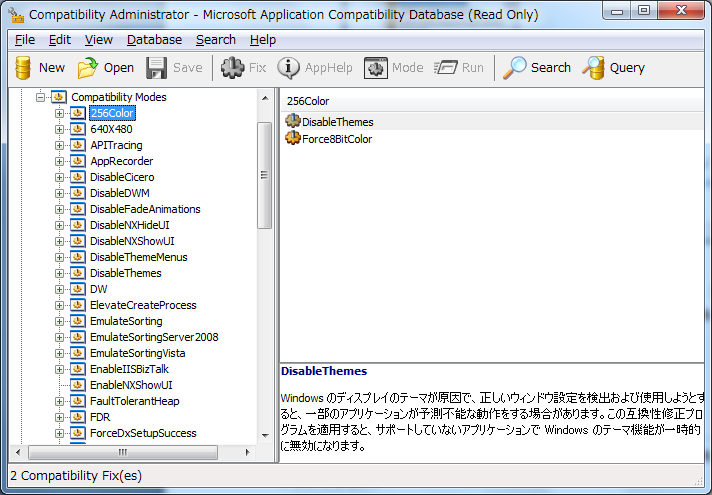 Compatibility Administrator - Microsoft Application Compatibility Database (Read Only)
File Edit View Database Search Help
New Open Save Fix AppHelp Mode Run Search Query
Compatibility Modes
256Color
640X480
APITracing
AppRecorder
DisableCicero
DisableDWM
DisableFadeAnimations
DisableNXHideUI
DisableNXShowUI
DisableThemeMenus
DisableThemes
DW
ElevateCreateProcess
EmulateSorting
EmulateSortingServer2008
EmulateSortingVista
EnableIISBizTalk
EnableNXShowUI
FaultTolerantHeap
FDR
ForceDxSetupSuccess
256Color
DisableThemes
Force8BitColor
DisableThemes
Windows のディスプレイのテーマが原因で、正しいウィンドウ設定を検出および使用しようとす
ると、一部のアプリケーションが予測不能な動作をする場合があります。この互換性修正プロ
グラムを適用すると、サポートしていないアプリケーションで Windows のテーマ機能が一時的
に無効になります。
2 Compatibility Fix(es)